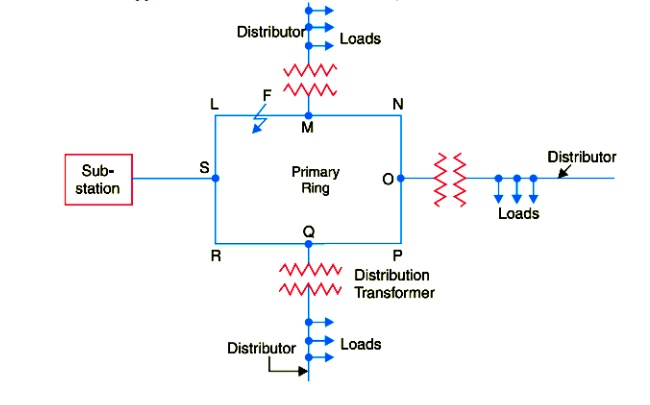 Distributor
Loads
F
L
N
M
Sub-
station
S
Primary
Ring
O
Distributor
Loads
Q
R
P
Distribution
Transformer
Distributor
Loads